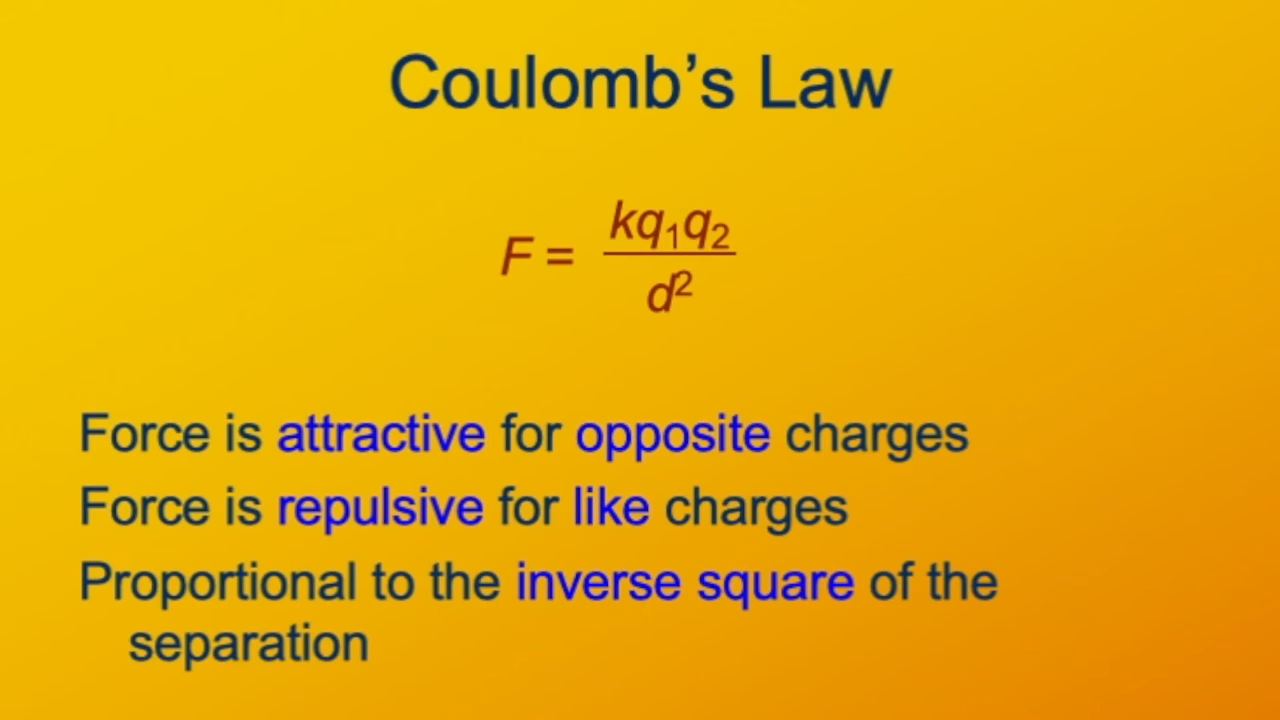 Coulomb’s Law
F = kq₁q₂ / d²
Force is attractive for opposite charges
Force is repulsive for like charges
Proportional to the inverse square of the
separation